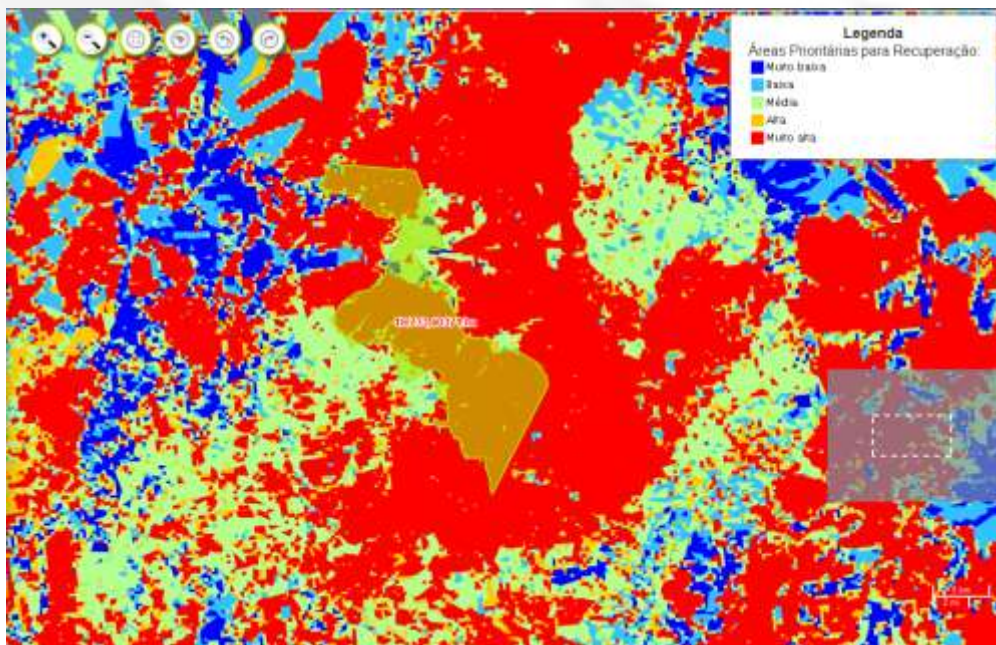 Legenda
Áreas Prioritárias para Recuperação:
Muito baixa
Baixa
Média
Alta
Muito alta